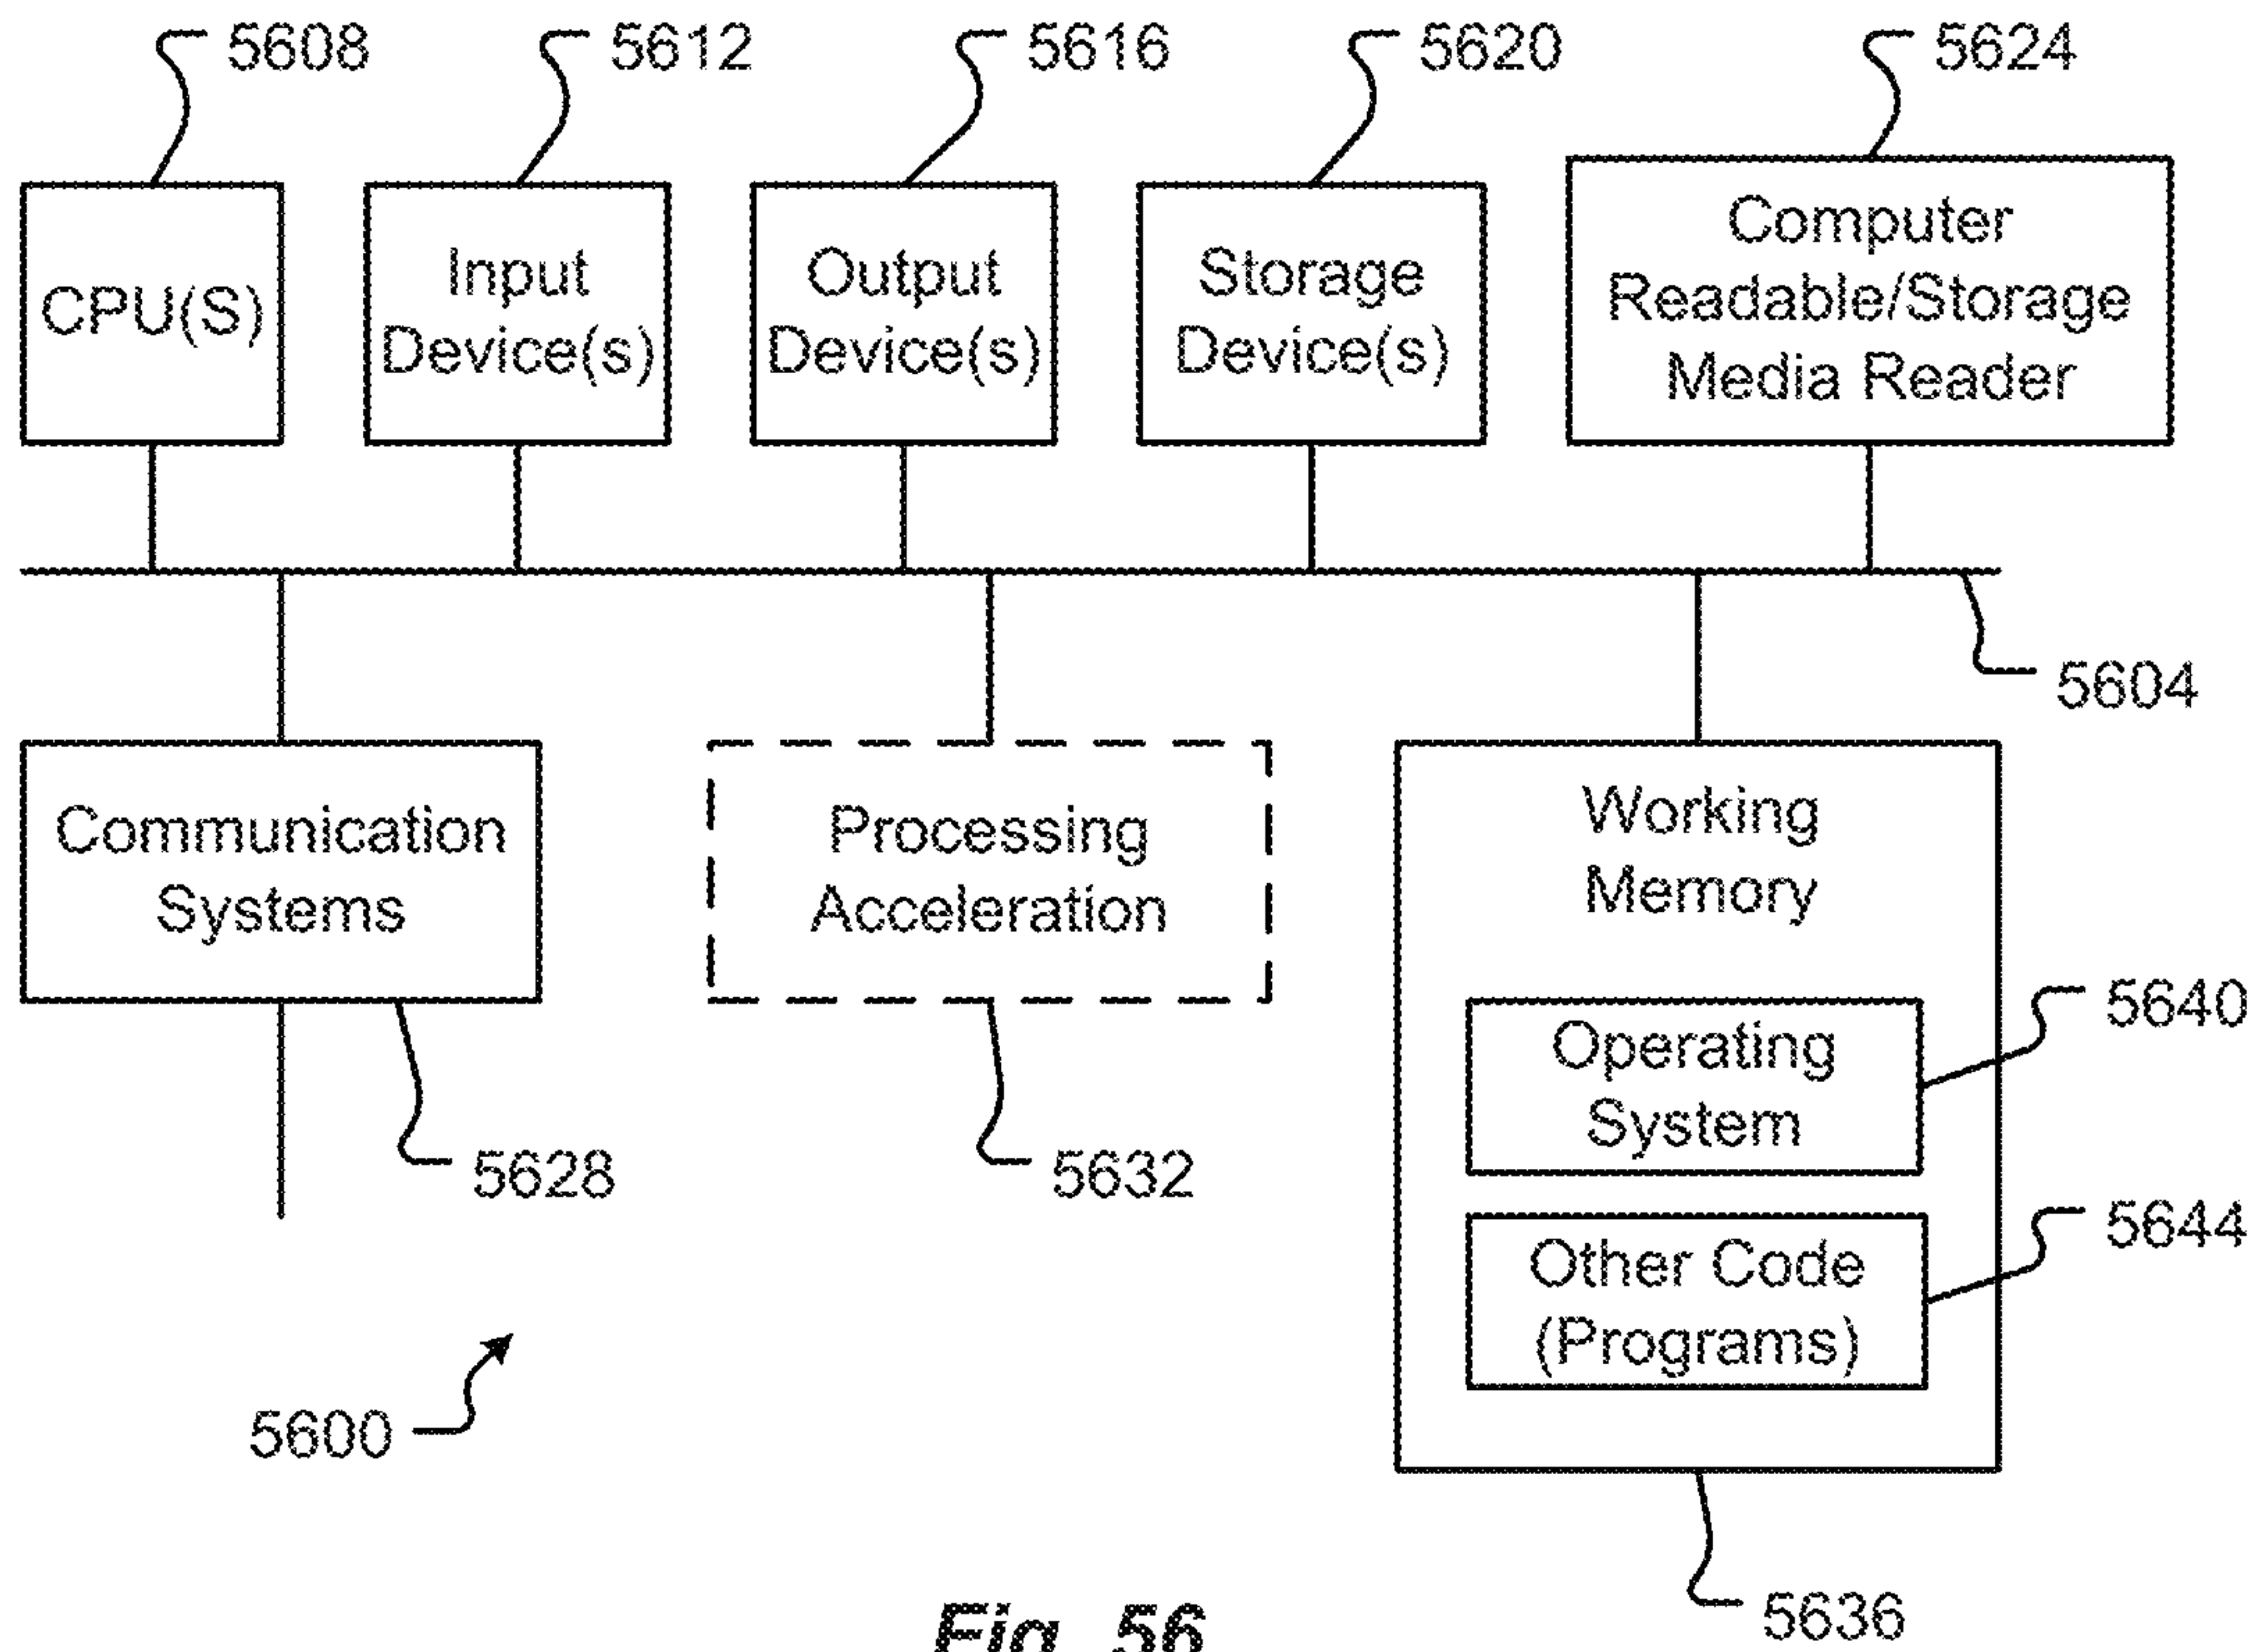 5608
5612
5616
5620
5624
CPU(S)
Input
Device(s)
Output
Device(s)
Storage
Device(s)
Computer
Readable/Storage
Media Reader
5604
Communication
Systems
Processing
Acceleration
Working
Memory
Operating
System
5640
5628
5632
Other Code
(Programs)
5644
5600
5636
Fig. 56